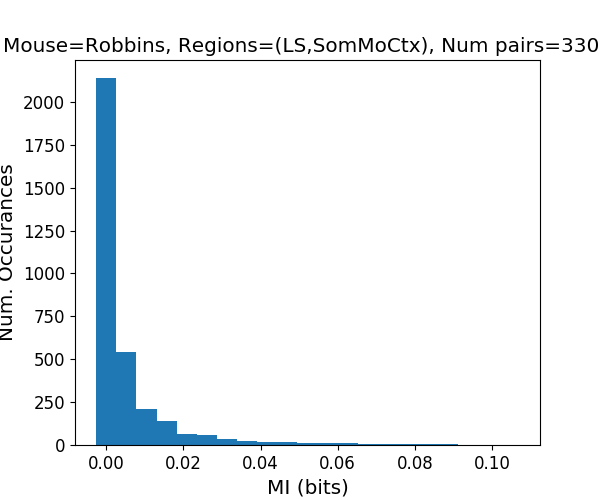 Mouse=Robbins, Regions=(LS,SomMoCtx), Num pairs=330
Num. Occurances
2000
1750
1500
1250
1000
750
500
250
0
0.00 0.02 0.04 0.06 0.08 0.10
MI (bits)